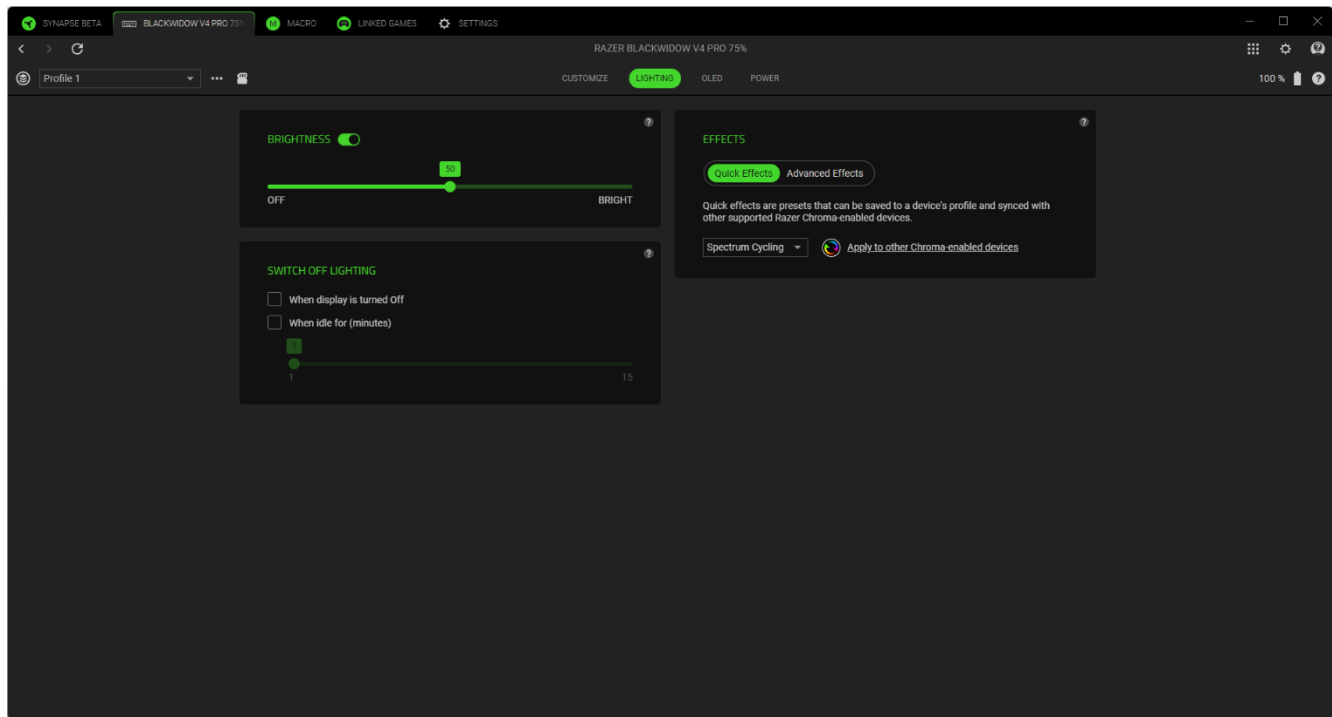 SYNAPSE BETA BLACKWIDOW V4 PRO 75% MACRO LINKED GAMES SETTINGS
RAZER BLACKWIDOW V4 PRO 75%
Profile 1 CUSTOMIZE LIGHTING OLED POWER 100 %
BRIGHTNESS
50
OFF BRIGHT
SWITCH OFF LIGHTING
When display is turned Off
When idle for (minutes)
1
1 15
EFFECTS
Quick Effects Advanced Effects
Quick effects are presets that can be saved to a device's profile and synced with
other supported Razer Chroma-enabled devices.
Spectrum Cycling Apply to other Chroma-enabled devices